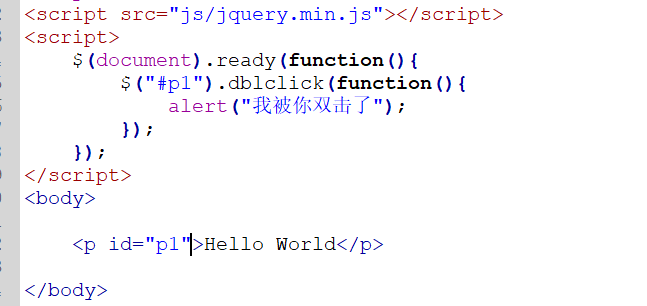 <script src="js/jquery.min.js"></script>
<script>
$(document).ready(function(){
$("#p1").dblclick(function(){
alert("我被你双击了");
});
});
</script>
<body>
<p id="p1">Hello World</p>
</body>